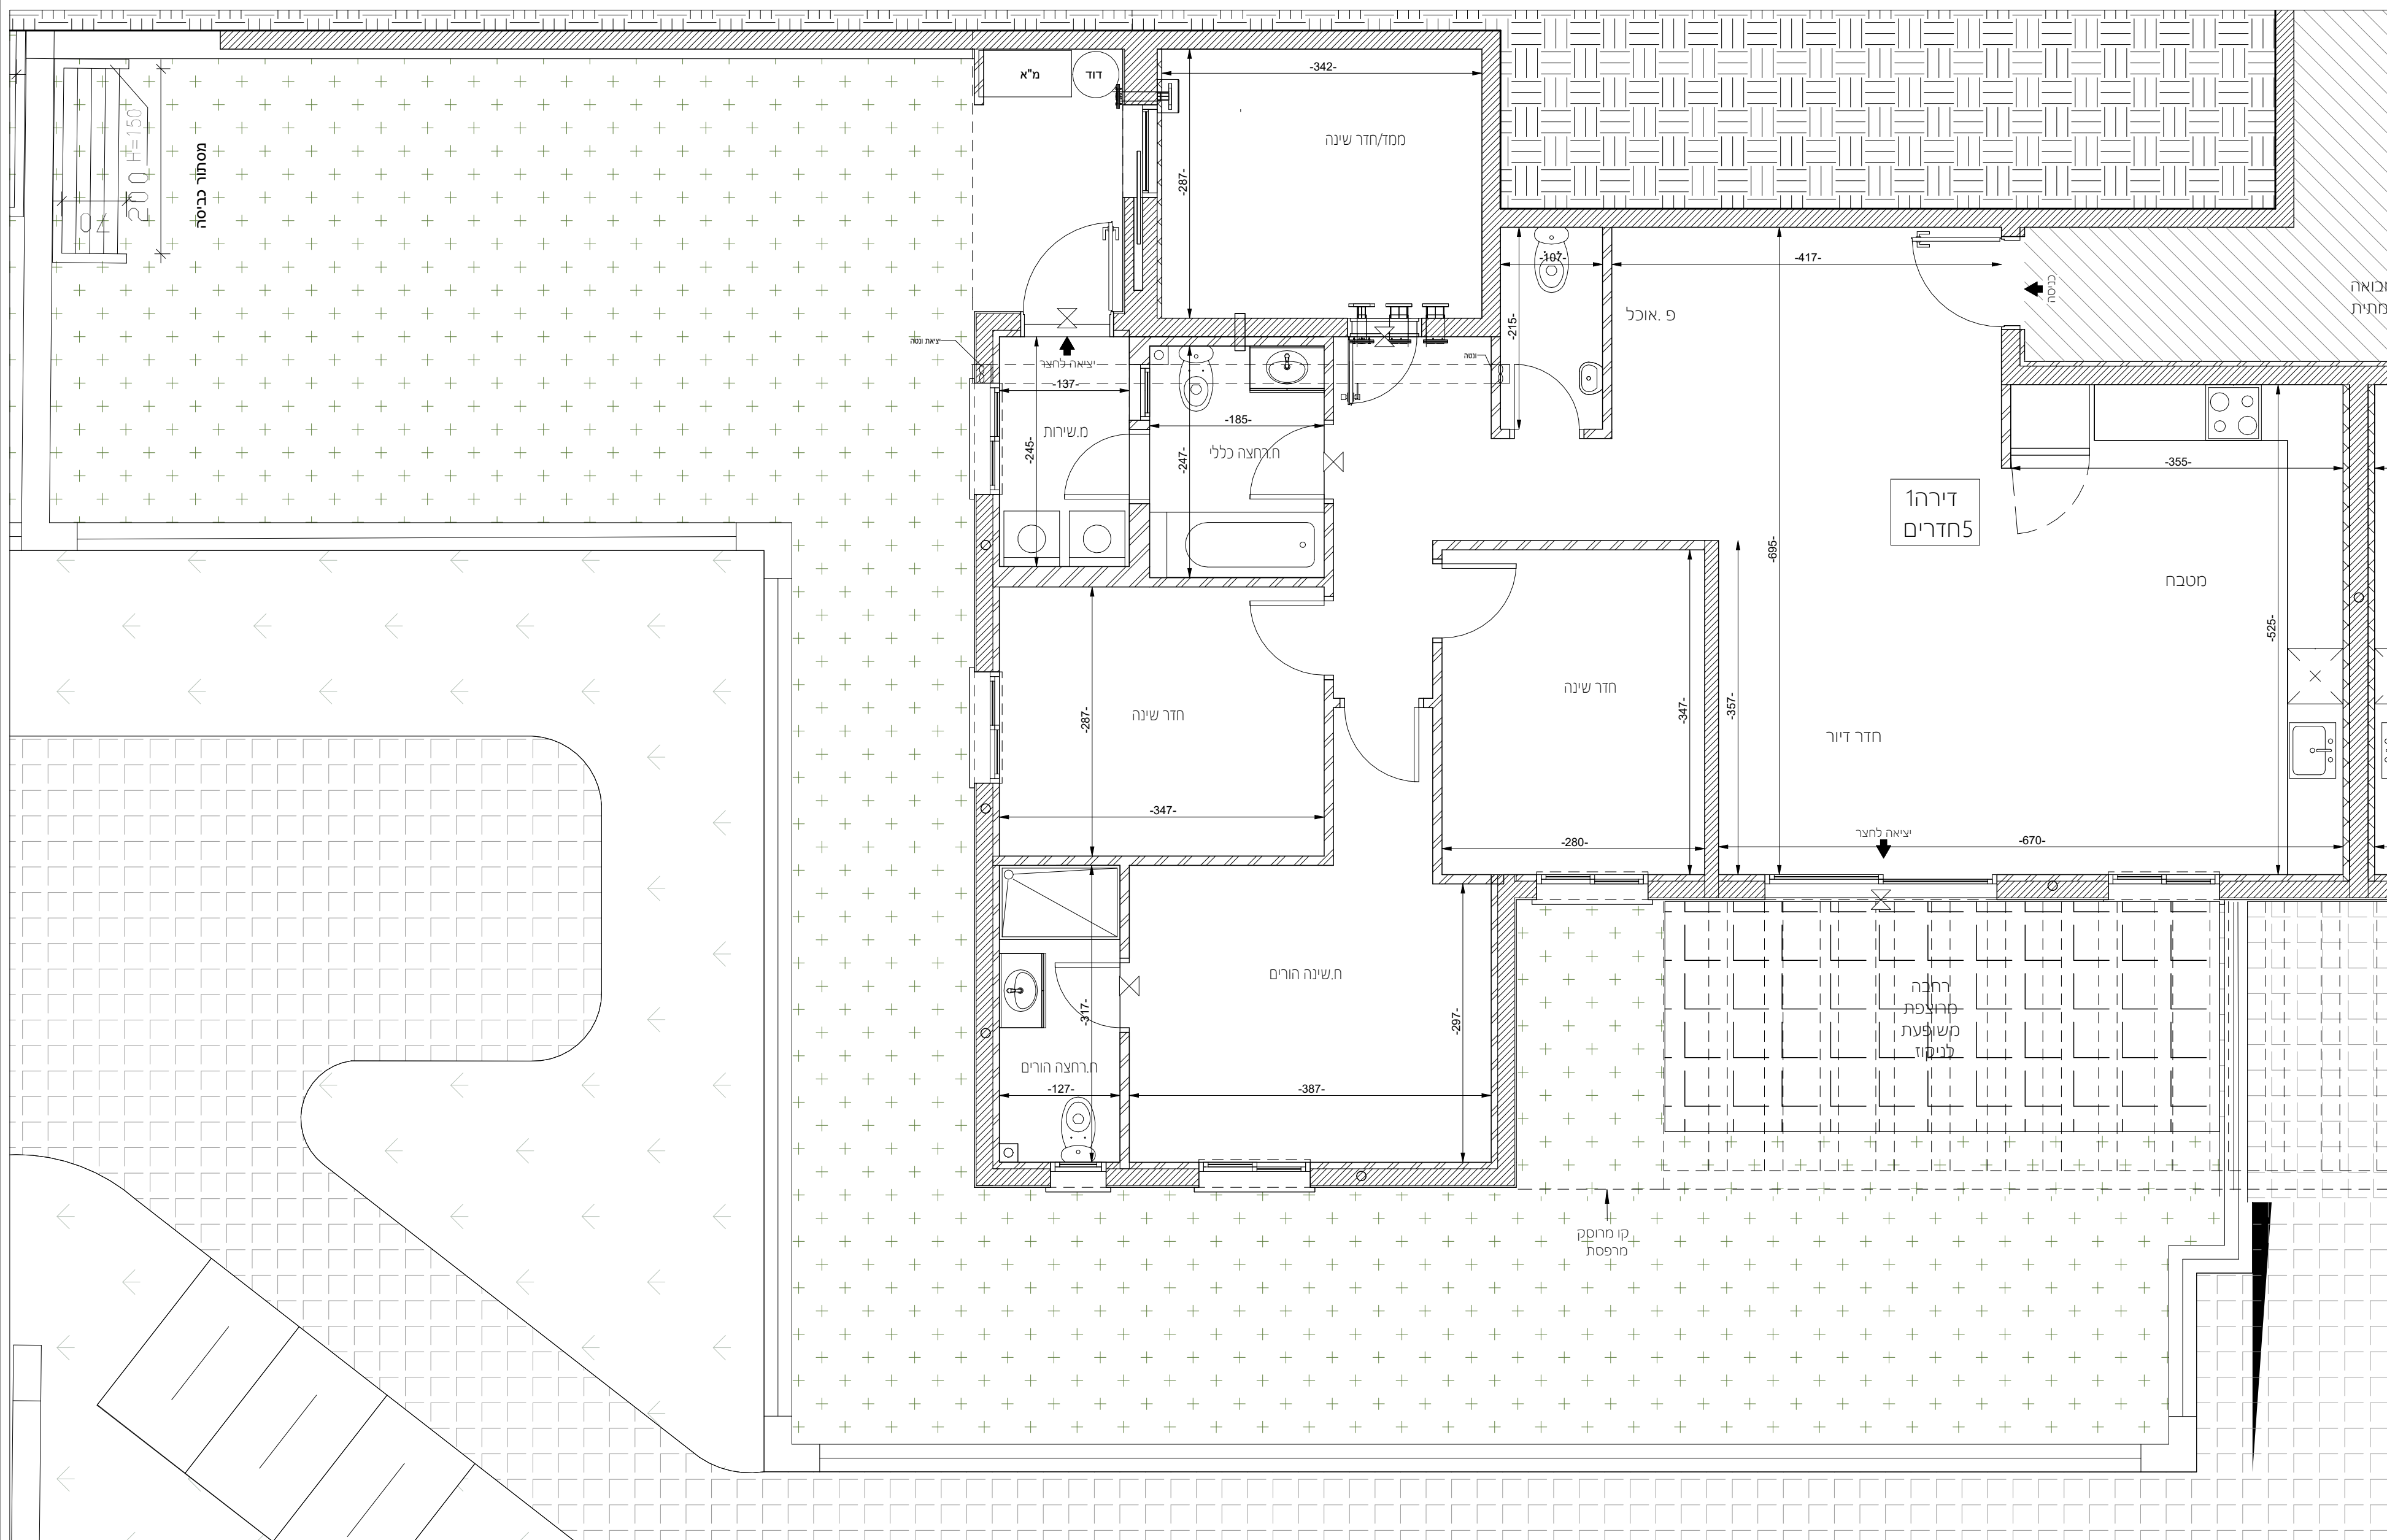 מ"א
דוד
-342-
ממד/חדר שינה
-287-
H=150
200
מסתור כביסה
-107-
-417-
פ .אוכל
-215-
כניסה
יציאת ונטה
יציאה לחצר
-137-
ונטה
מ.שירות
-245-
-185-
ח.רחצה כללי
-247-
-355-
דירה1
5חדרים
-695-
מטבח
-525-
חדר שינה
-287-
-347-
חדר שינה
-347-
-357-
-280-
חדר דיור
יציאה לחצר
-670-
-317-
ח.רחצה הורים
-127-
ח.שינה הורים
-387-
-297-
רחבה
מרוצפת
משופעת
לניקוז
קו מרוסק
מרפסת